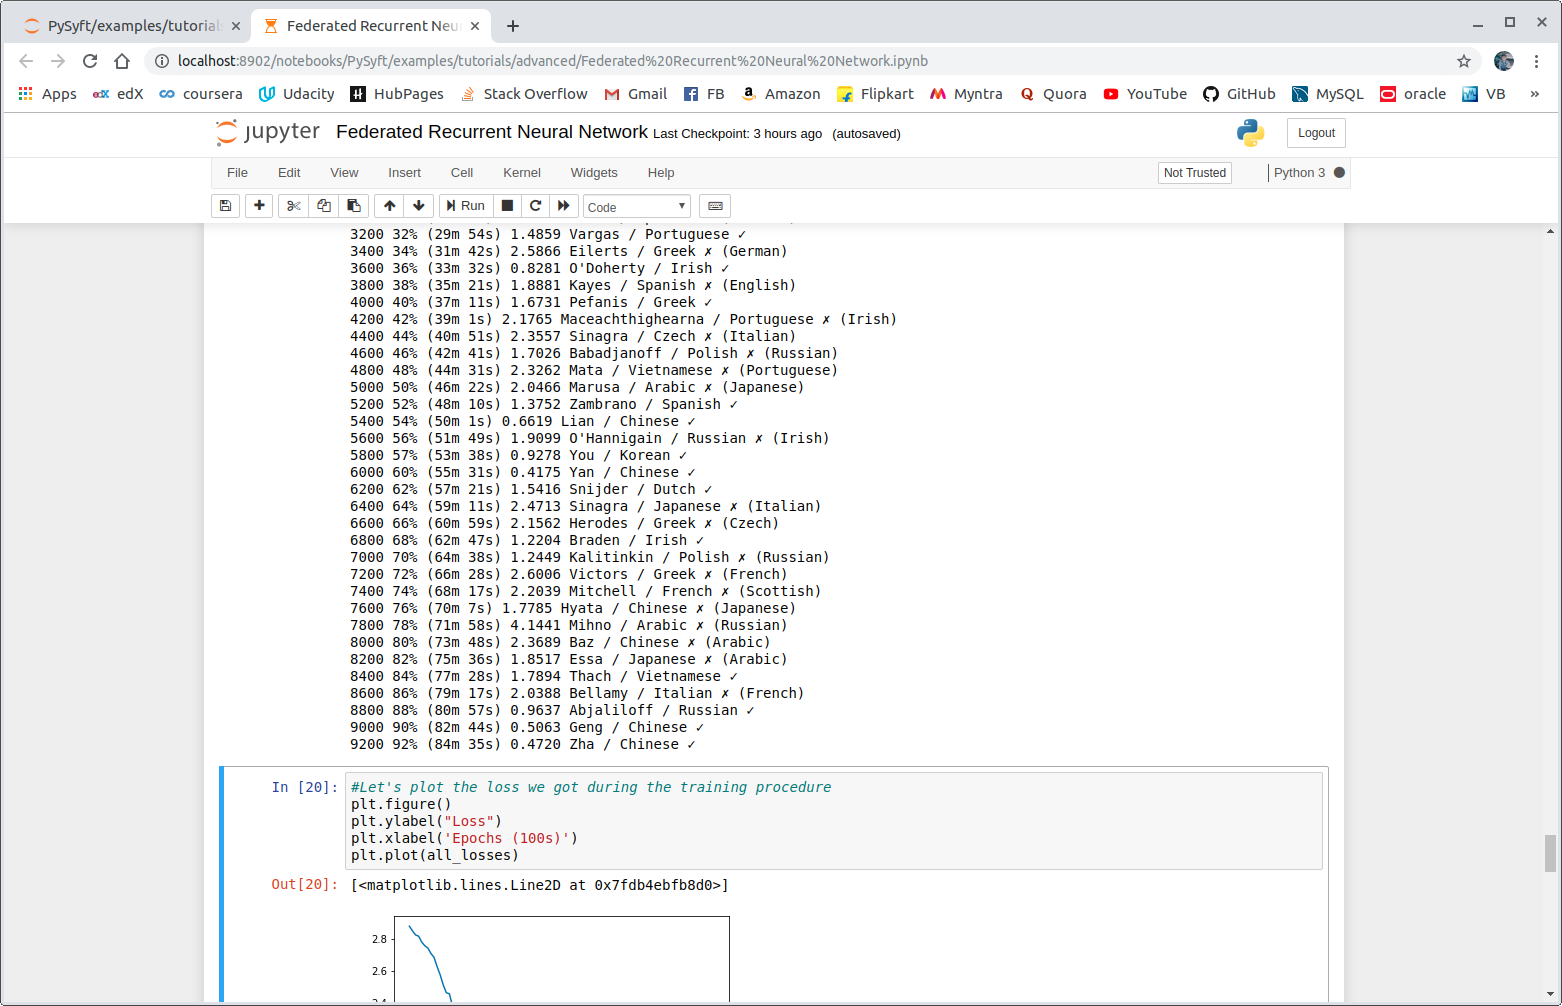 PySyft/examples/tutorial
Federated Recurrent Neu
localhost:8902/notebooks/PySyft/examples/tutorials/advanced/Federated%20Recurrent%20Neural%20Network.ipynb
Apps edX coursera Udacity HubPages Stack Overflow Gmail FB Amazon Flipkart Myntra Quora YouTube GitHub MySQL oracle VB »
jupyter Federated Recurrent Neural Network Last Checkpoint: 3 hours ago (autosaved) Logout
File Edit View Insert Cell Kernel Widgets Help Not Trusted Python 3
Run Code
3200 32% (29m 54s) 1.4859 Vargas / Portuguese ✓
3400 34% (31m 42s) 2.5866 Eilerts / Greek ✗ (German)
3600 36% (33m 32s) 0.8281 O'Doherty / Irish ✓
3800 38% (35m 21s) 1.8881 Kayes / Spanish ✗ (English)
4000 40% (37m 11s) 1.6731 Pefanis / Greek ✓
4200 42% (39m 1s) 2.1765 Maceachthighearna / Portuguese ✗ (Irish)
4400 44% (40m 51s) 2.3557 Sinagra / Czech ✗ (Italian)
4600 46% (42m 41s) 1.7026 Babadjanoff / Polish ✗ (Russian)
4800 48% (44m 31s) 2.3262 Mata / Vietnamese ✗ (Portuguese)
5000 50% (46m 22s) 2.0466 Marusa / Arabic ✗ (Japanese)
5200 52% (48m 10s) 1.3752 Zambrano / Spanish ✓
5400 54% (50m 1s) 0.6619 Lian / Chinese ✓
5600 56% (51m 49s) 1.9099 O'Hannigain / Russian ✗ (Irish)
5800 57% (53m 38s) 0.9278 You / Korean ✓
6000 60% (55m 31s) 0.4175 Yan / Chinese ✓
6200 62% (57m 21s) 1.5416 Snijder / Dutch ✓
6400 64% (59m 11s) 2.4713 Sinagra / Japanese ✗ (Italian)
6600 66% (60m 59s) 2.1562 Herodes / Greek ✗ (Czech)
6800 68% (62m 47s) 1.2204 Braden / Irish ✓
7000 70% (64m 38s) 1.2449 Kalitinkin / Polish ✗ (Russian)
7200 72% (66m 28s) 2.6006 Victors / Greek ✗ (French)
7400 74% (68m 17s) 2.2039 Mitchell / French ✗ (Scottish)
7600 76% (70m 7s) 1.7785 Hyata / Chinese ✗ (Japanese)
7800 78% (71m 58s) 4.1441 Mihno / Arabic ✗ (Russian)
8000 80% (73m 48s) 2.3689 Baz / Chinese ✗ (Arabic)
8200 82% (75m 36s) 1.8517 Essa / Japanese ✗ (Arabic)
8400 84% (77m 28s) 1.7894 Thach / Vietnamese ✓
8600 86% (79m 17s) 2.0388 Bellamy / Italian ✗ (French)
8800 88% (80m 57s) 0.9637 Abjaliloff / Russian ✓
9000 90% (82m 44s) 0.5063 Geng / Chinese ✓
9200 92% (84m 35s) 0.4720 Zha / Chinese ✓
In [20]: #Let's plot the loss we got during the training procedure
plt.figure()
plt.ylabel("Loss")
plt.xlabel('Epochs (100s)')
plt.plot(all_losses)
Out[20]: [<matplotlib.lines.Line2D at 0x7fdb4ebfb8d0>]
2.8
2.6